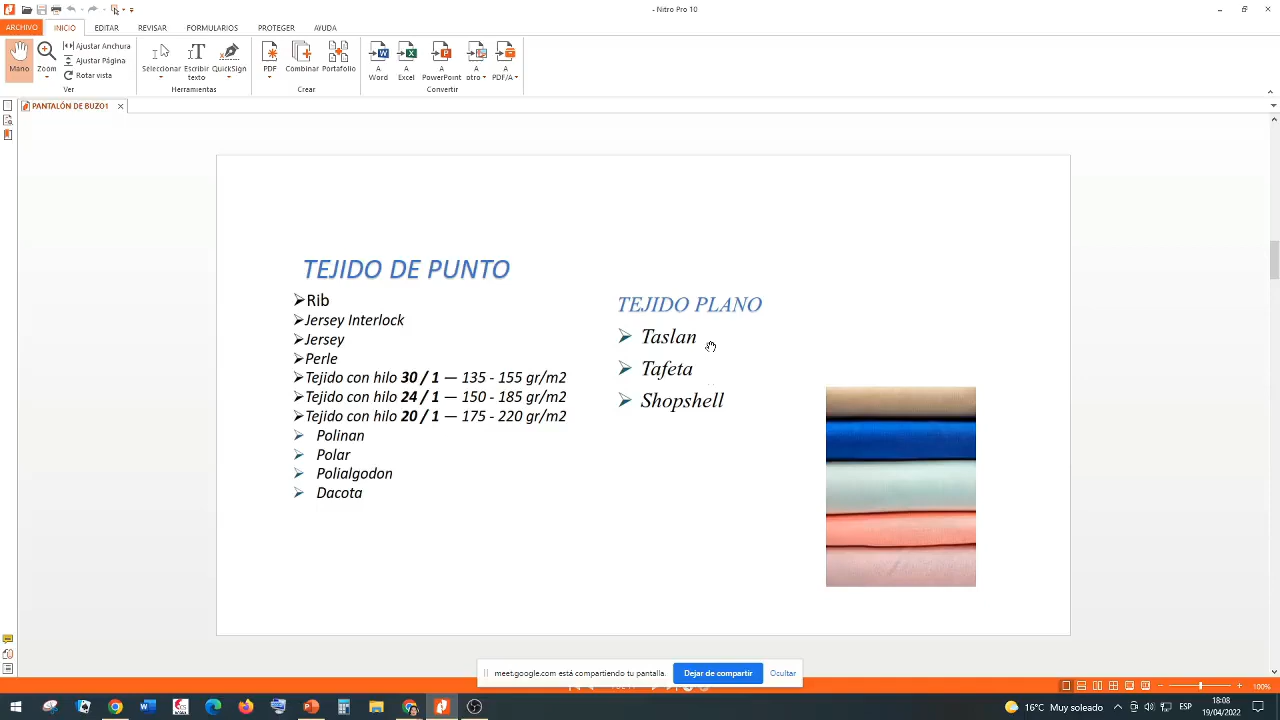 - Nitro Pro 10
ARCHIVO INICIO EDITAR REVISAR FORMULARIOS PROTEGER AYUDA
Mano
Zoom
Ajustar Anchura
Ajustar Página
Rotar vista
Ver
Seleccionar
Escribir texto
QuickSign
Herramientas
PDF
Combinar
Portafolio
Crear
A Word
A Excel
A PowerPoint
A otro
A PDF/A
Convertir
PANTALÓN DE BUZO1
TEJIDO DE PUNTO
Rib
Jersey Interlock
Jersey
Perle
Tejido con hilo 30 / 1 — 135 - 155 gr/m2
Tejido con hilo 24 / 1 — 150 - 185 gr/m2
Tejido con hilo 20 / 1 — 175 - 220 gr/m2
Polinan
Polar
Polialgodon
Dacota
TEJIDO PLANO
Taslan
Tafeta
Shopshell
meet.google.com está compartiendo tu pantalla.
Dejar de compartir
Ocultar
100%
16°C Muy soleado
ESP
18:08
19/04/2022